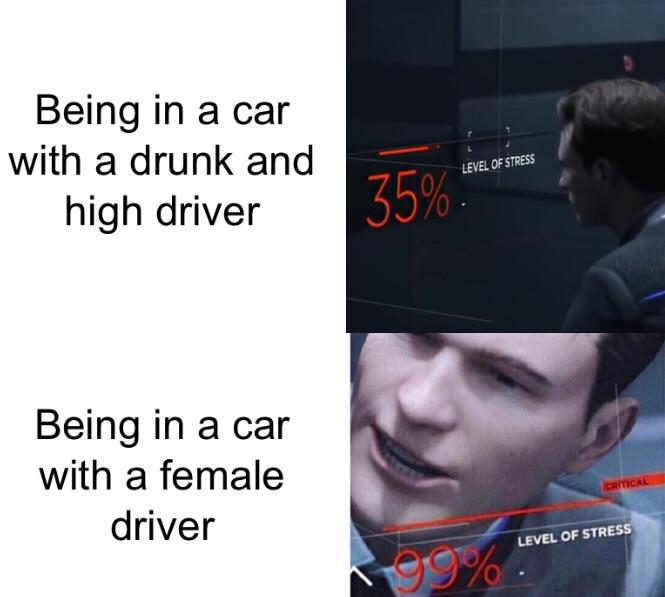 Being in a car
with a drunk and
high driver
LEVEL OF STRESS
35%
Being in a car
with a female
driver
CRITICAL
LEVEL OF STRESS
99%